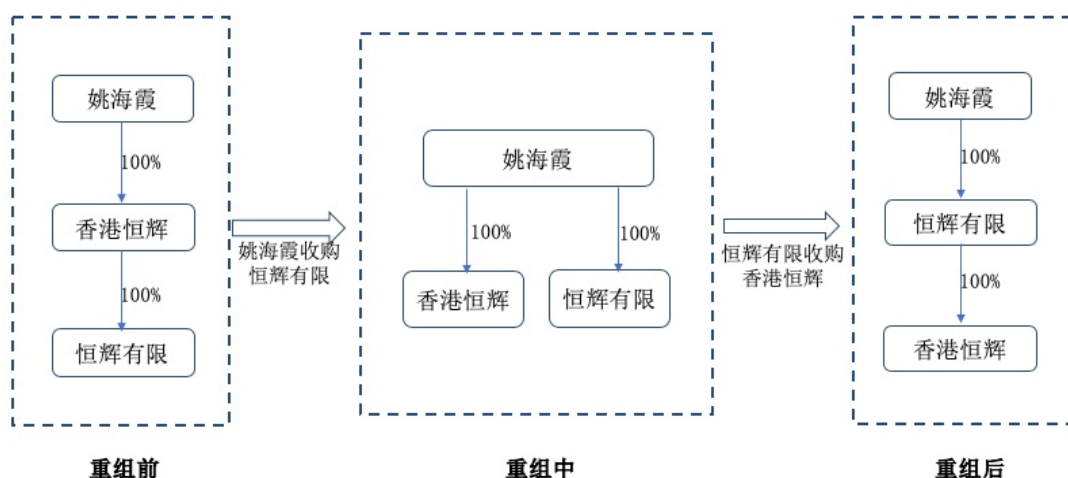 姚海霞
100%
香港恒辉
100%
恒辉有限
重组前
姚海霞收购
恒辉有限
姚海霞
100%
100%
香港恒辉
恒辉有限
重组中
恒辉有限收购
香港恒辉
姚海霞
100%
恒辉有限
100%
香港恒辉
重组后